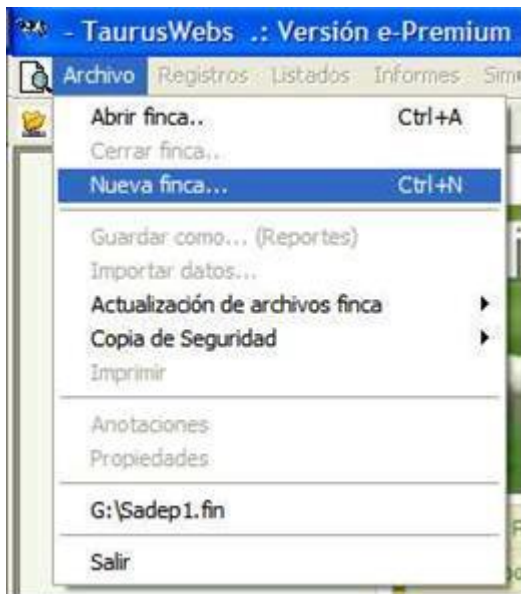 - TaurusWebs .: Versión e-Premium
Archivo Registros Listados Informes
Abrir finca.. Ctrl+A
Cerrar finca..
Nueva finca... Ctrl+N
Guardar como... (Reportes)
Importar datos...
Actualización de archivos finca
Copia de Seguridad
Imprimir
Anotaciones
Propiedades
G:\Sadep1.fin
Salir